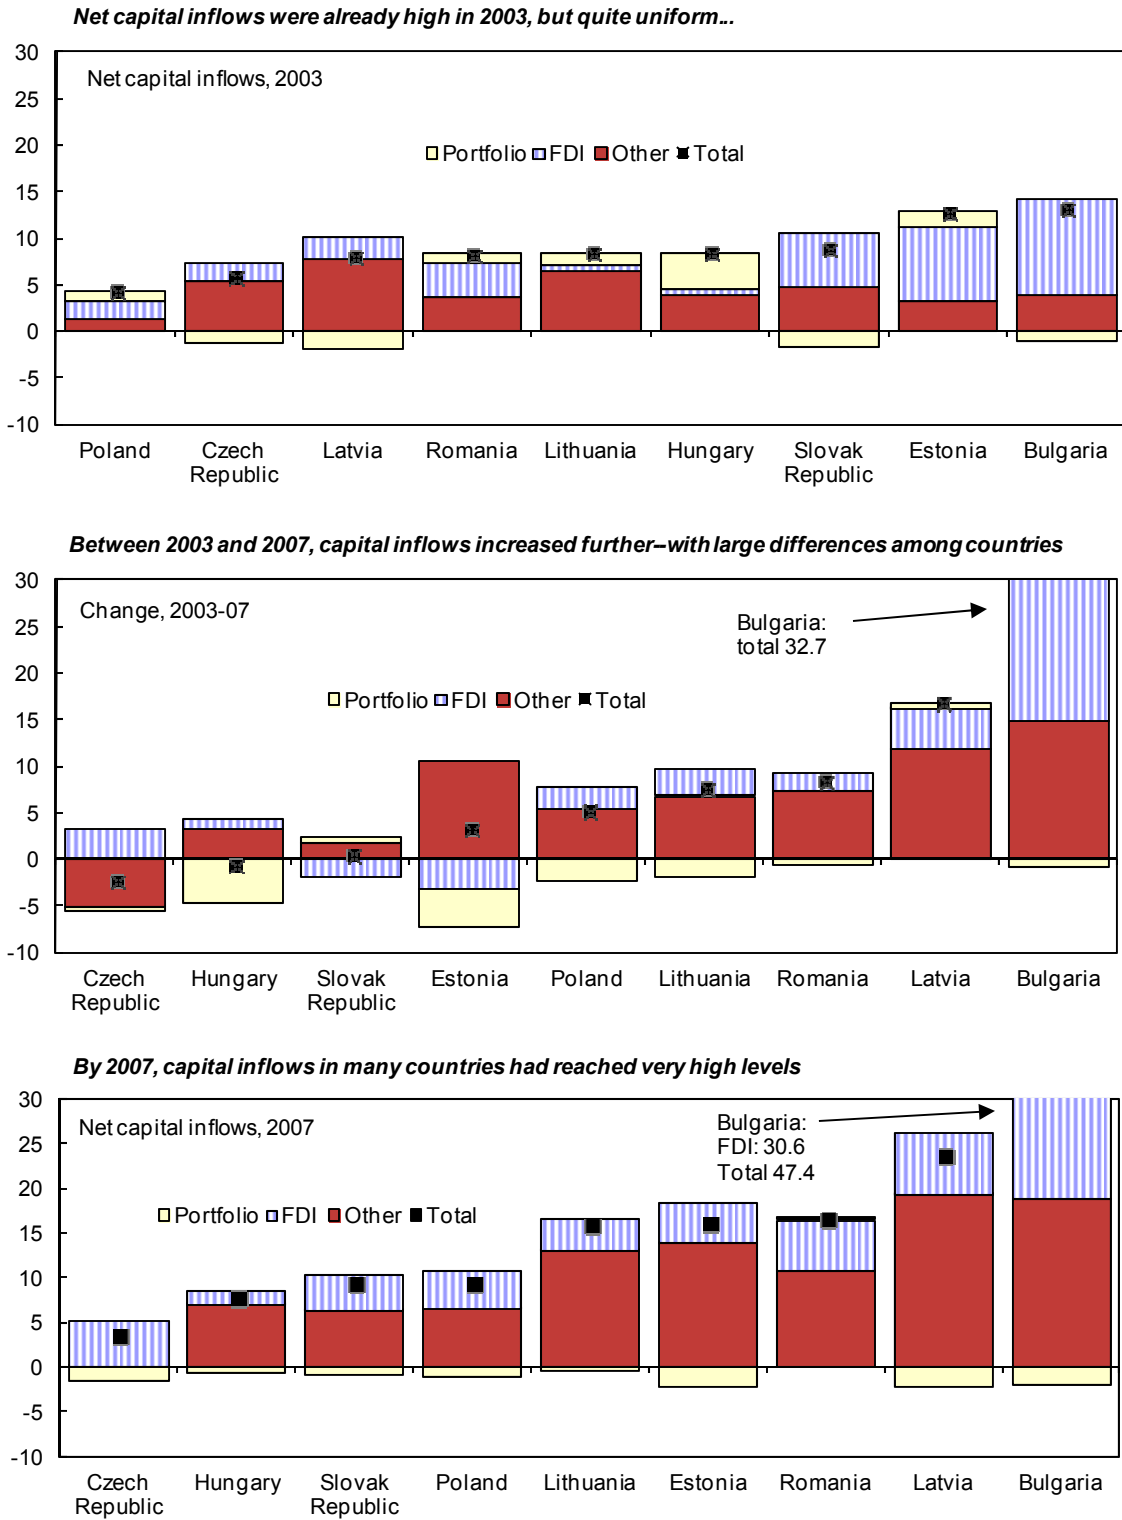 Net capital inflows were already high in 2003, but quite uniform...
30
25
20
15
10
5
0
-5
-10
Net capital inflows, 2003
Portfolio FDI Other Total
Poland Czech Republic Latvia Romania Lithuania Hungary Slovak Republic Estonia Bulgaria
Between 2003 and 2007, capital inflows increased further--with large differences among countries
30
25
20
15
10
5
0
-5
-10
Change, 2003-07
Bulgaria:
total 32.7
Portfolio FDI Other Total
Czech Republic Hungary Slovak Republic Estonia Poland Lithuania Romania Latvia Bulgaria
By 2007, capital inflows in many countries had reached very high levels
30
25
20
15
10
5
0
-5
-10
Net capital inflows, 2007
Bulgaria:
FDI: 30.6
Total 47.4
Portfolio FDI Other Total
Czech Republic Hungary Slovak Republic Poland Lithuania Estonia Romania Latvia Bulgaria